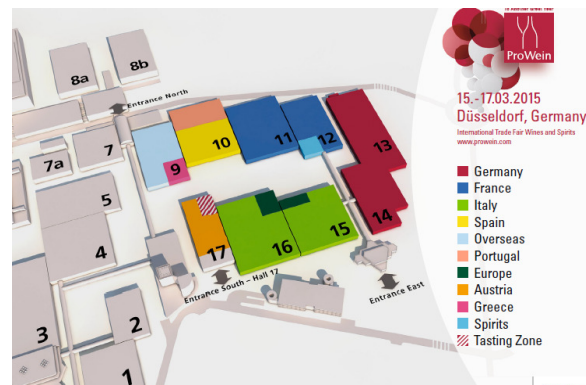 ProWein
15.-17.03.2015
Düsseldorf, Germany
International Trade Fair Wines and Spirits
www.prowein.com
Germany
France
Italy
Spain
Overseas
Portugal
Europe
Austria
Greece
Spirits
Tasting Zone
8a
8b
Entrance North
7a
7
9
10
11
12
13
14
5
4
17
16
15
Entrance South – Hall 17
Entrance East
3
2
1